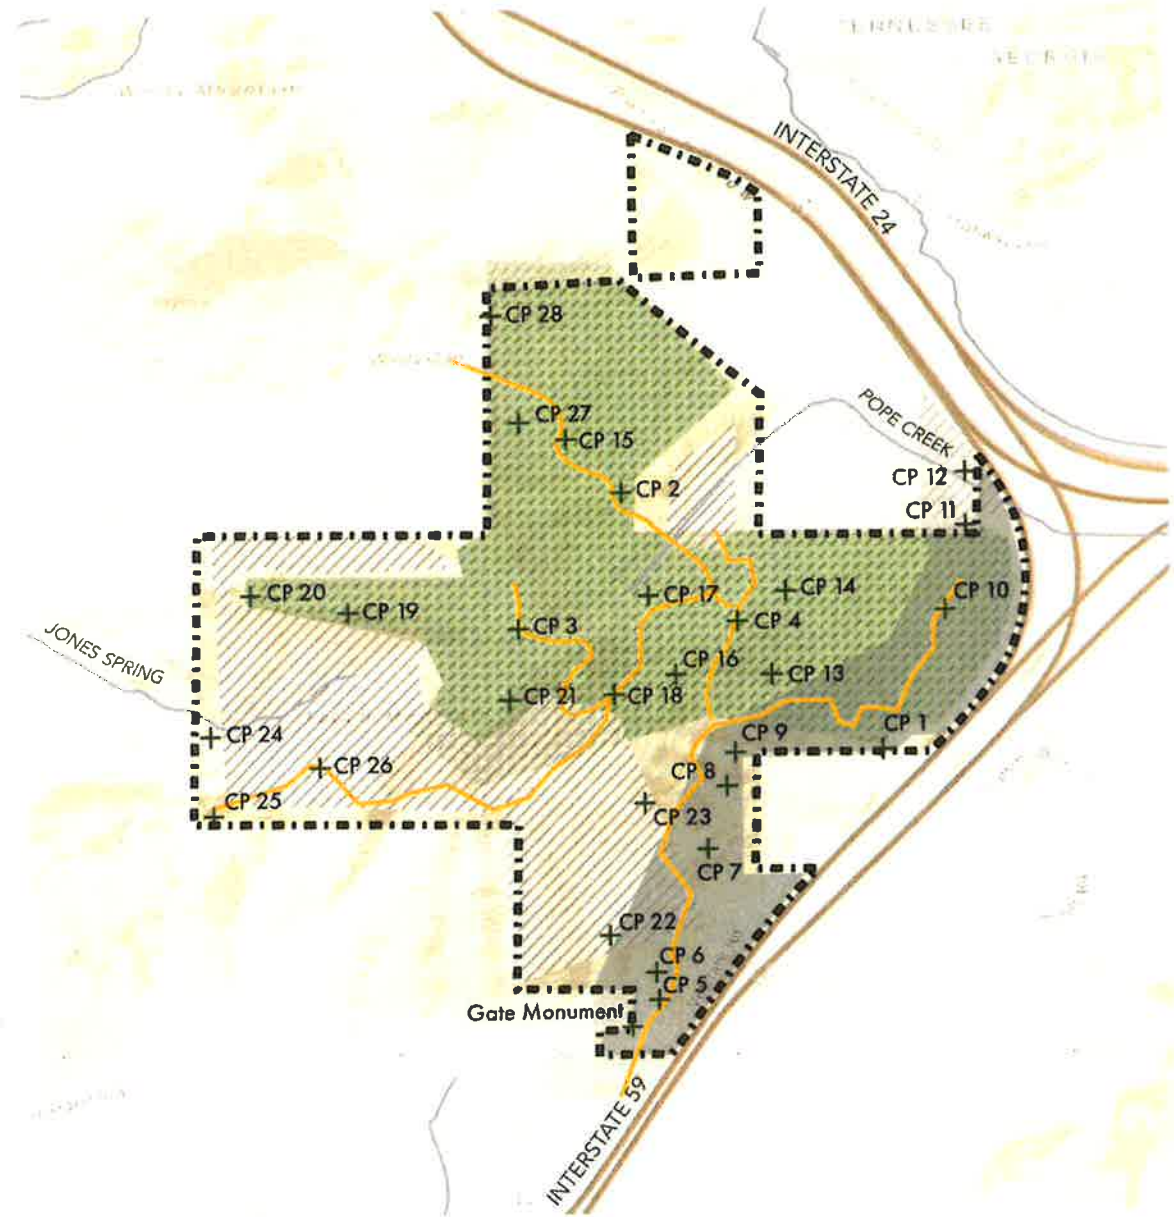 TENNESSEE
GEORGIA
INTERSTATE 24
CP 28
CP 27
CP 15
POPE CREEK
CP 12
CP 2
CP 11
CP 20
CP 19
CP 17
CP 14
CP 10
CP 3
CP 4
JONES SPRING
CP 16
CP 13
CP 21
CP 18
CP 24
CP 9
CP 1
CP 26
CP 8
CP 25
CP 23
CP 7
CP 22
CP 6
CP 5
Gate Monument
INTERSTATE 59